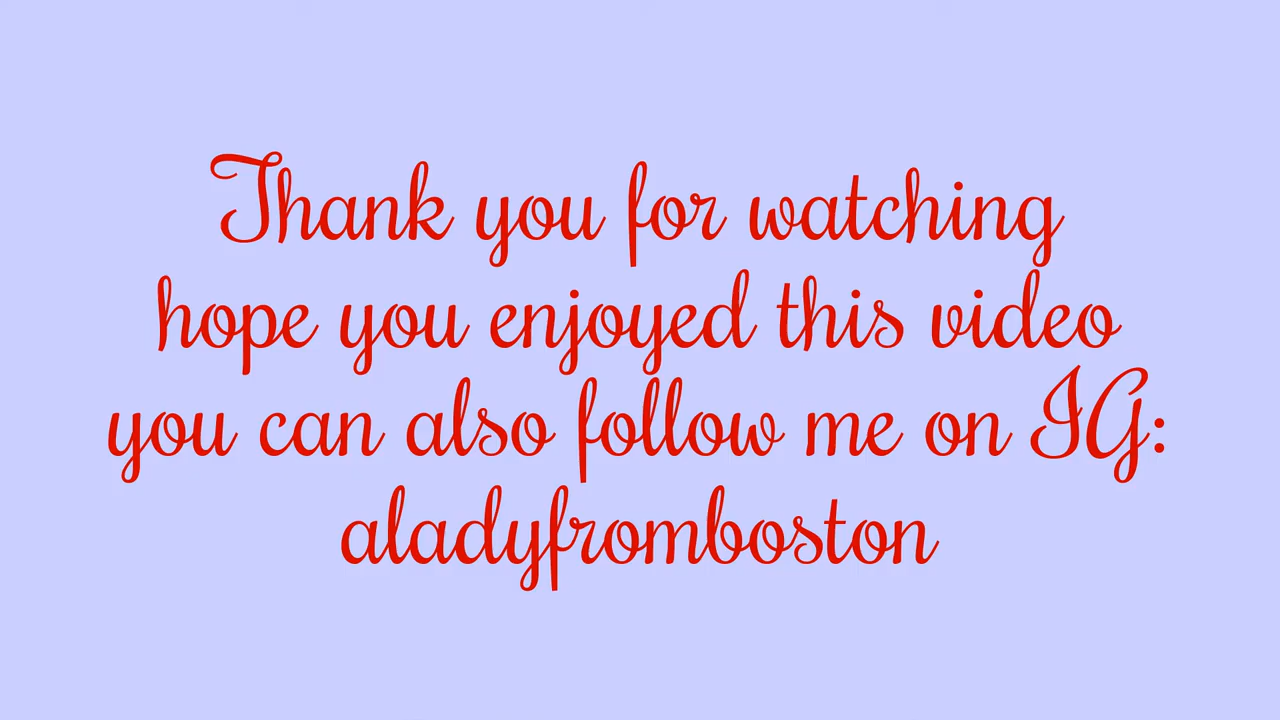 Thank you for watching
hope you enjoyed this video
you can also follow me on IG:
aladyfromboston